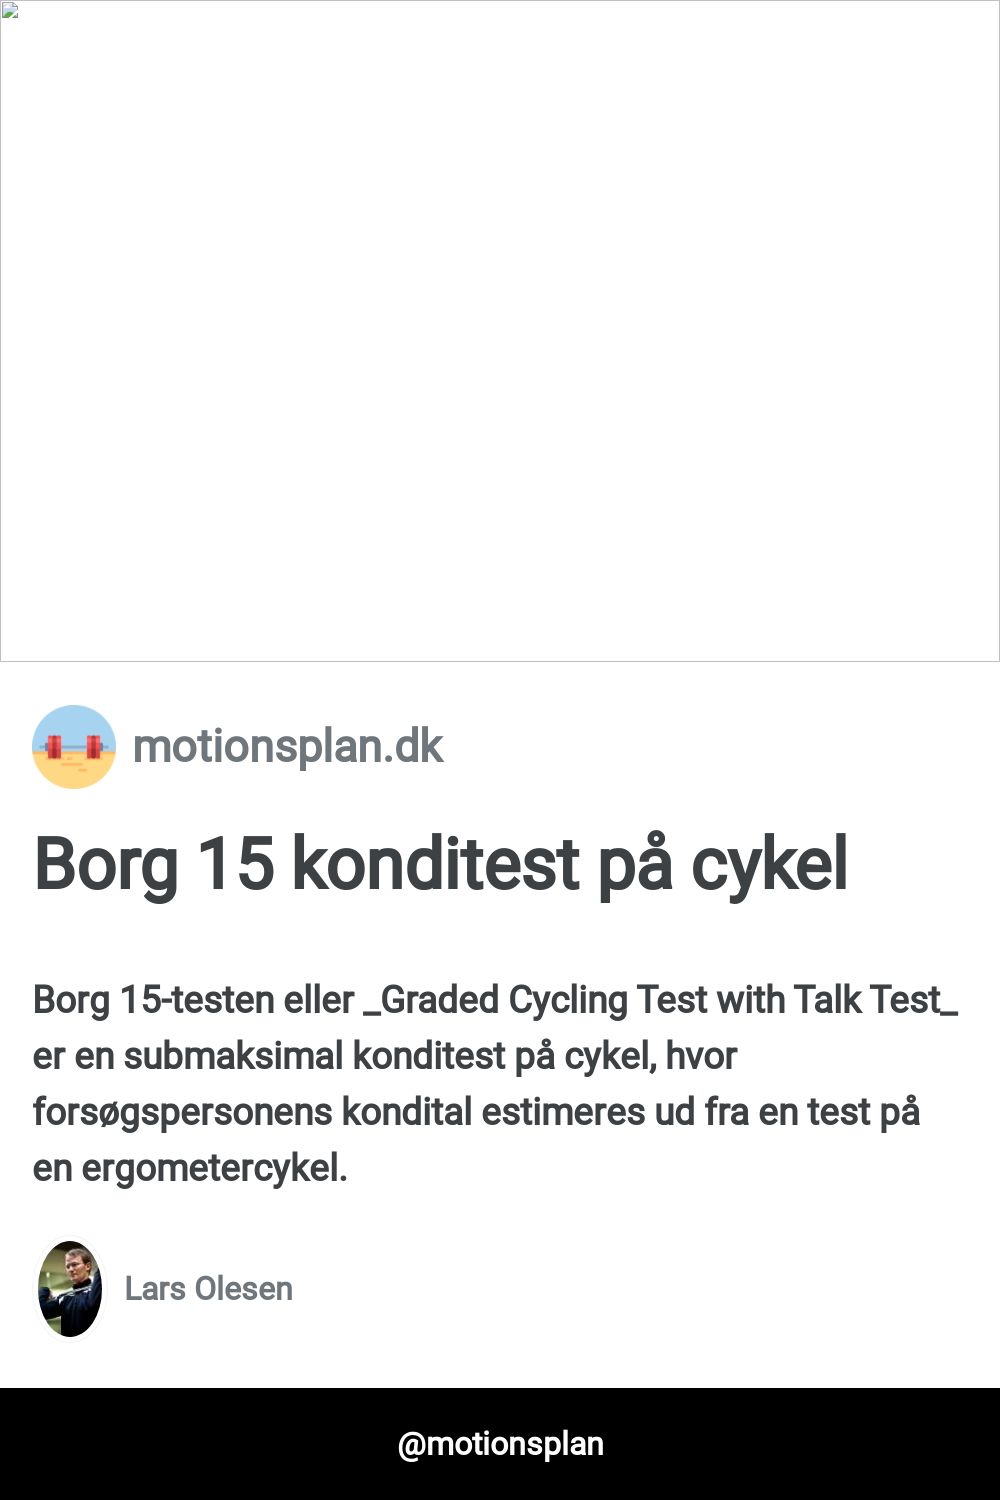 motionsplan.dk
Borg 15 konditest på cykel
Borg 15-testen eller _Graded Cycling Test with Talk Test_
er en submaksimal konditest på cykel, hvor
forsøgspersonens kondital estimeres ud fra en test på
en ergometercykel.
Lars Olesen
@motionsplan